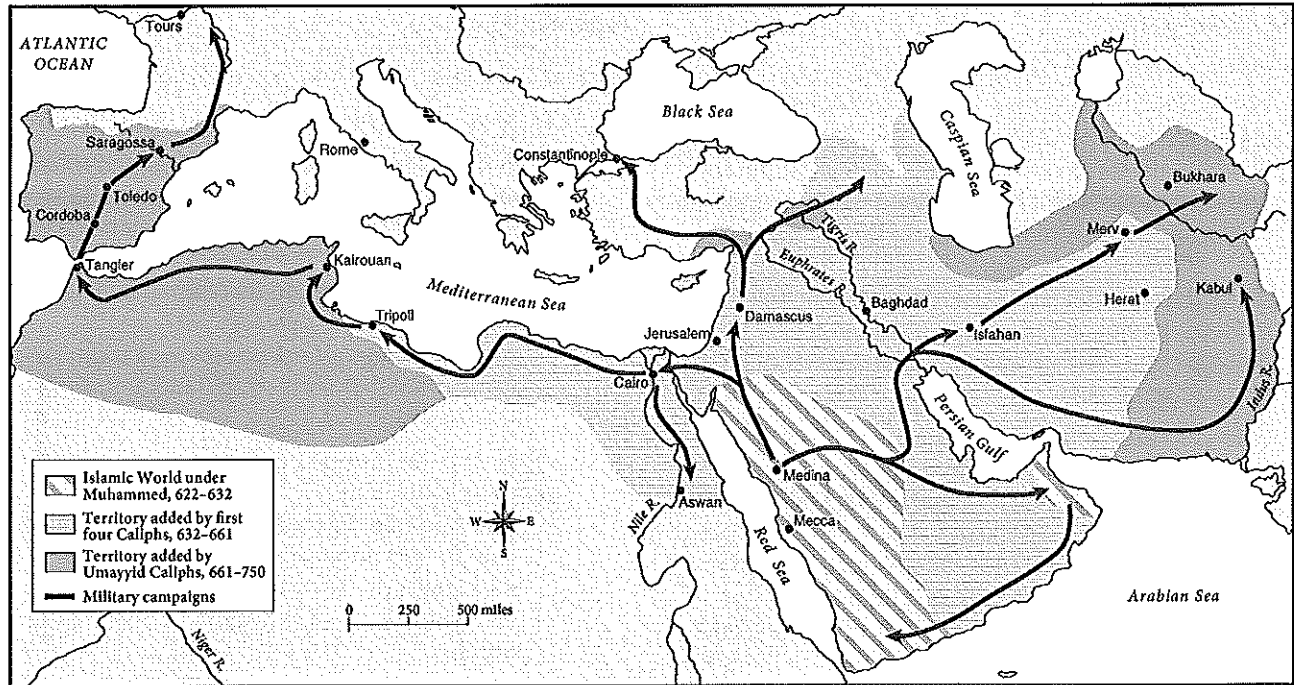 Tours
ATLANTIC
OCEAN
Black Sea
Caspian Sea
Saragossa
Rome
Constantinople
Bukhara
Toledo
Cordoba
Tigris R.
Merv
Tangier
Kairouan
Euphrates R.
Mediterranean Sea
Baghdad
Herat
Kabul
Damascus
Tripoli
Jerusalem
Isfahan
Cairo
Indus R.
Persian Gulf
Medina
Islamic World under
Muhammed, 622–632
Territory added by first
four Caliphs, 632–661
Territory added by
Umayyid Caliphs, 661–750
Military campaigns
N
W E
S
Aswan
Nile R.
Mecca
Red Sea
0 250 500 miles
Arabian Sea
Niger R.